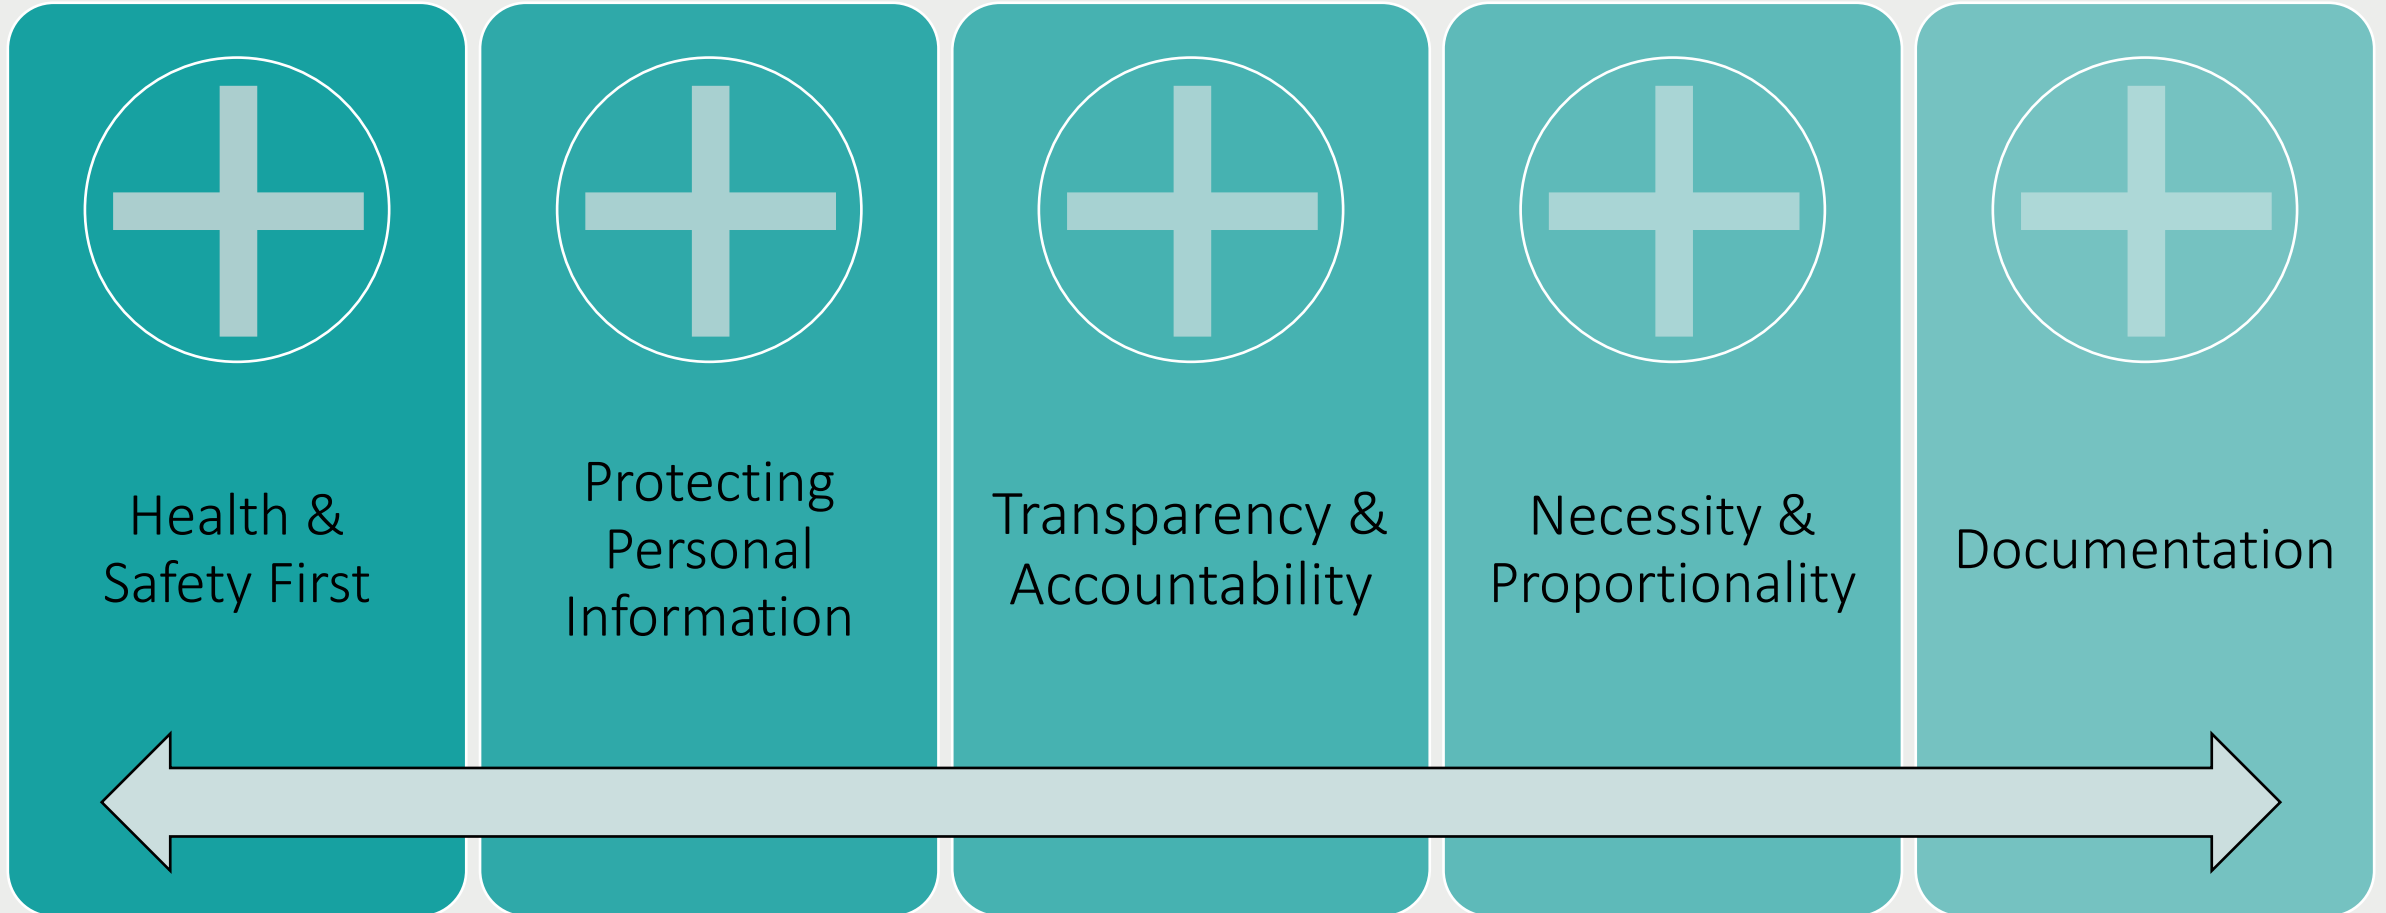 Health &
Safety First
Protecting
Personal
Information
Transparency &
Accountability
Necessity &
Proportionality
Documentation